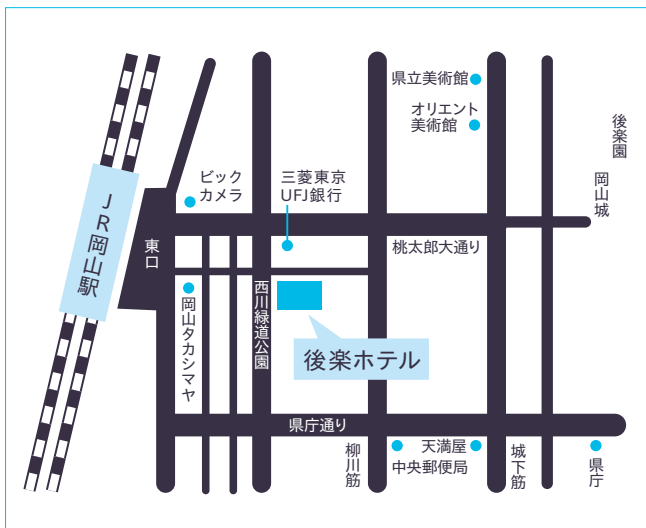 県立美術館
オリエント
美術館
後楽園
岡山城
ビック
カメラ
三菱東京
UFJ銀行
JR岡山駅
東口
桃太郎大通り
岡山タカシマヤ
西川緑道公園
後楽ホテル
県庁通り
柳川筋
天満屋
中央郵便局
城下筋
県庁